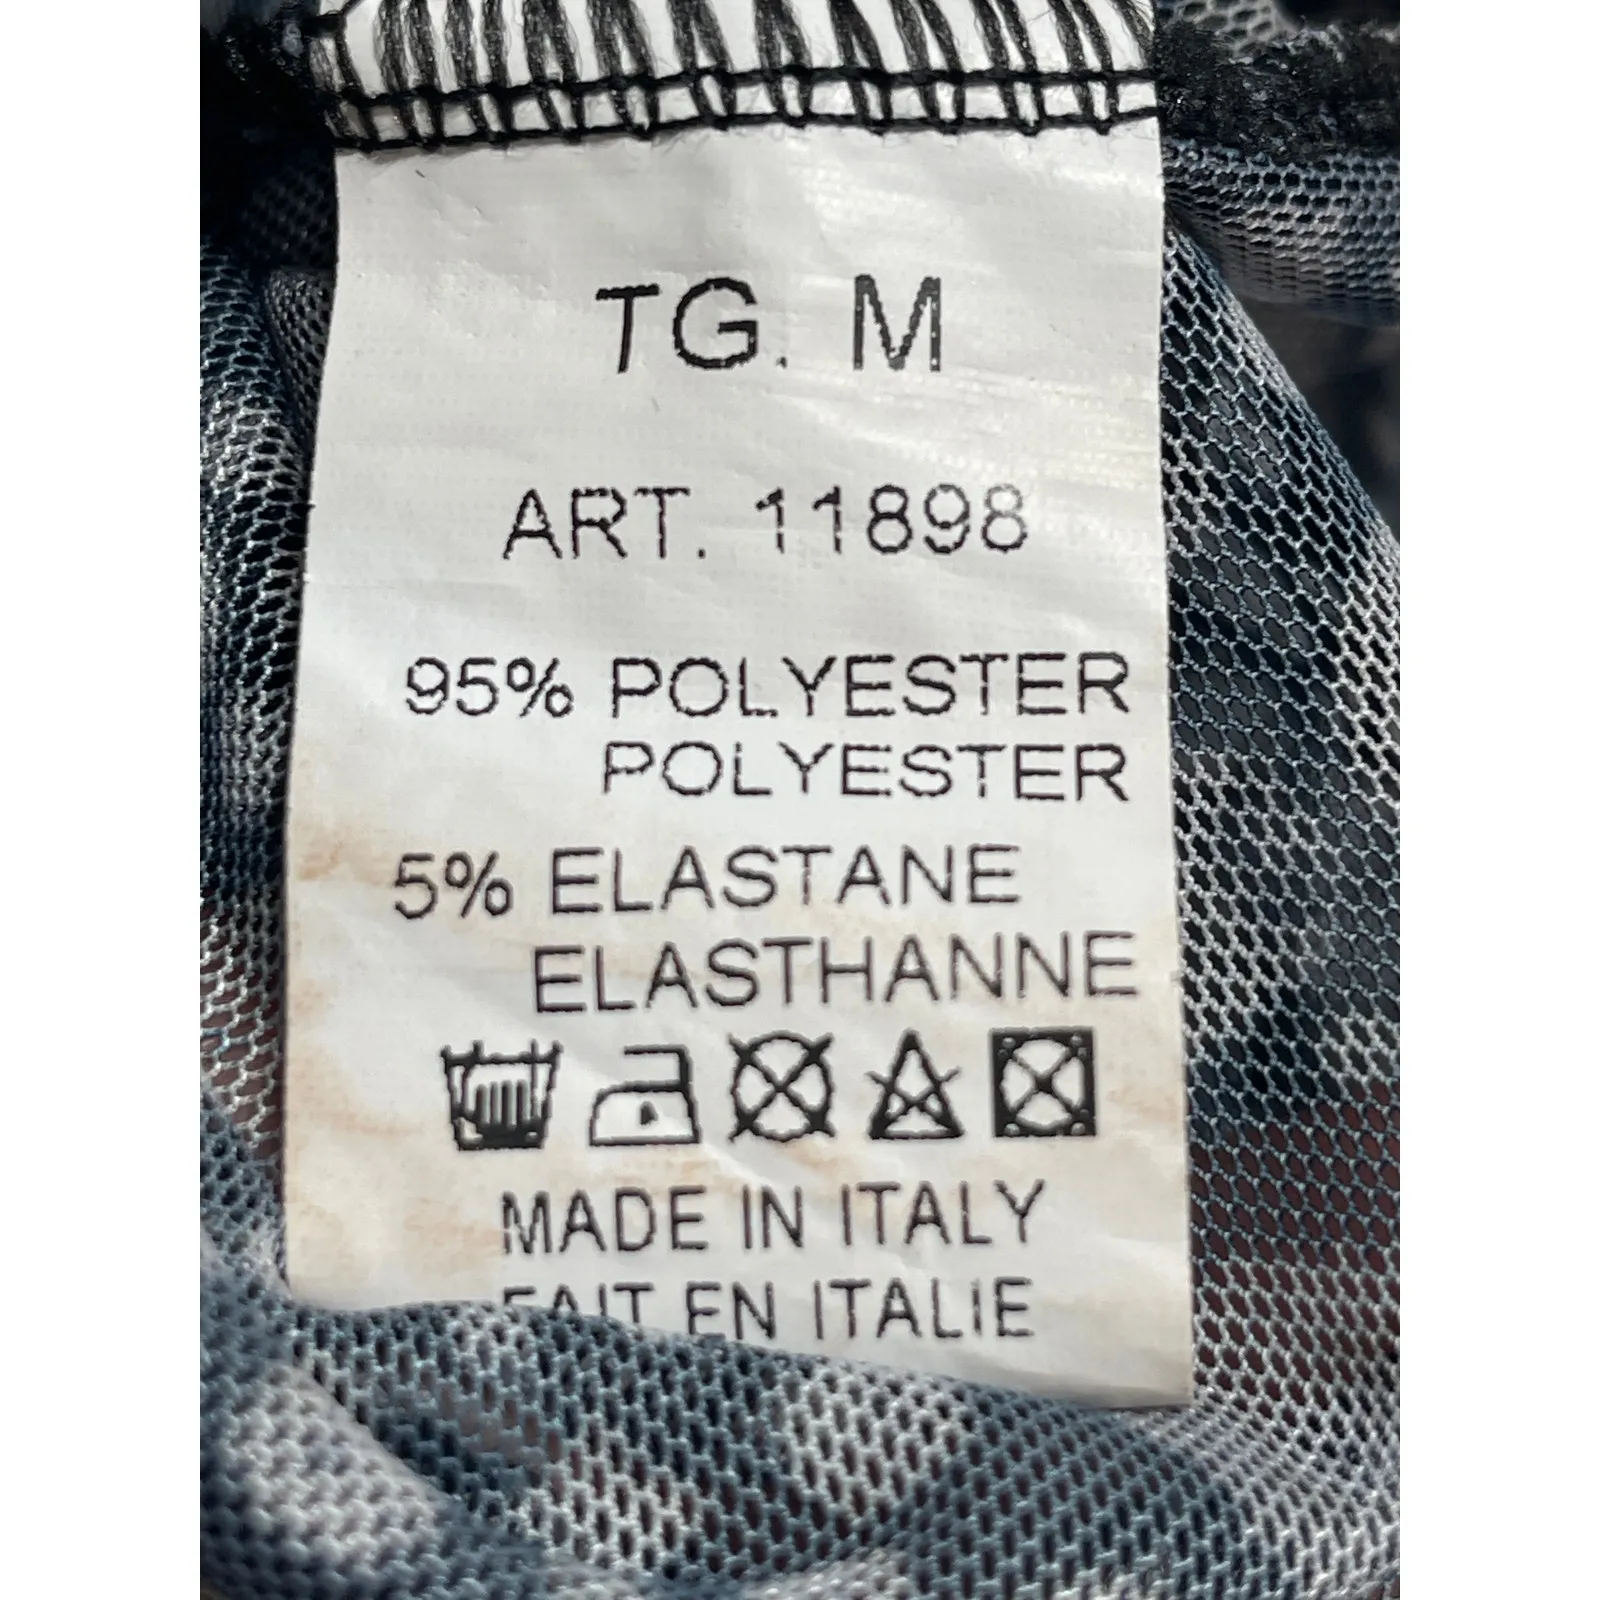 TG. M
ART. 11898
95% POLYESTER
POLYESTER
5% ELASTANE
ELASTHANNE
MADE IN ITALY
FAIT EN ITALIE